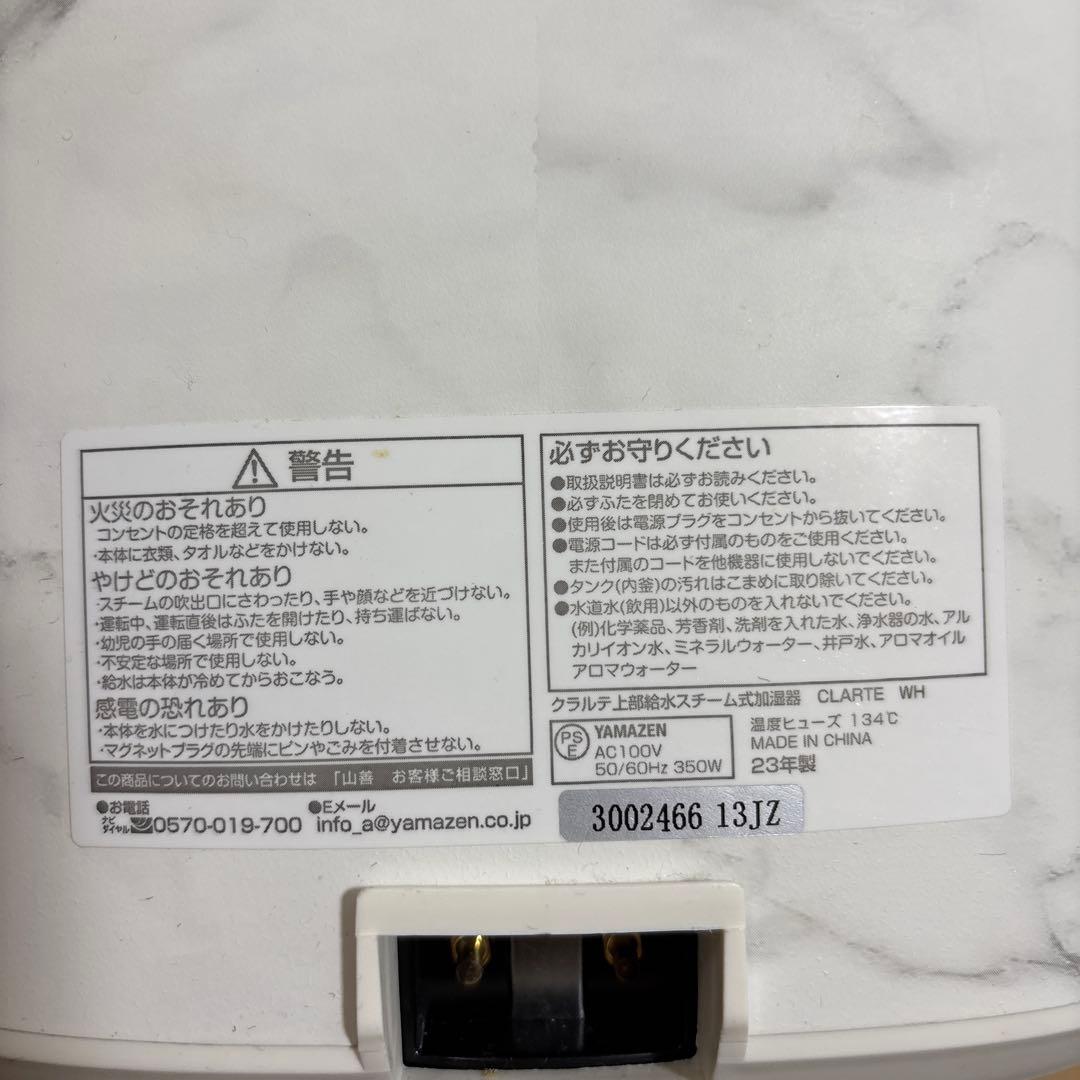 警告
火災のおそれあり
コンセントの定格を超えて使用しない。
・本体に衣類、タオルなどをかけない。
やけどのおそれあり
・スチームの吹出口にさわったり、手や顔などを近づけない。
・運転中、運転直後はふたを開けたり、持ち運ばない。
・幼児の手の届く場所で使用しない。
・不安定な場所で使用しない。
・給水は本体が冷めてからおこなう。
感電の恐れあり
・本体を水につけたり水をかけたりしない。
・マグネットプラグの先端にピンやごみを付着させない。
この商品についてのお問い合わせは 「山善 お客様ご相談窓口」
●お電話
ナビダイヤル 0570-019-700
●Eメール
info_a@yamazen.co.jp
必ずお守りください
●取扱説明書は必ずお読みください。
●必ずふたを閉めてお使いください。
●使用後は電源プラグをコンセントから抜いてください。
●電源コードは必ず付属のものをご使用ください。
また付属のコードを他機器に使用しないでください。
●タンク(内釜)の汚れはこまめに取り除いてください。
●水道水(飲用)以外のものを入れないでください。
(例)化学薬品、芳香剤、洗剤を入れた水、浄水器の水、アル
カリイオン水、ミネラルウォーター、井戸水、アロマオイル
アロマウォーター
クラルテ上部給水スチーム式加湿器 CLARTE WH
PSE
YAMAZEN
AC100V
50/60Hz 350W
温度ヒューズ 134℃
MADE IN CHINA
23年製
3002466 13JZ